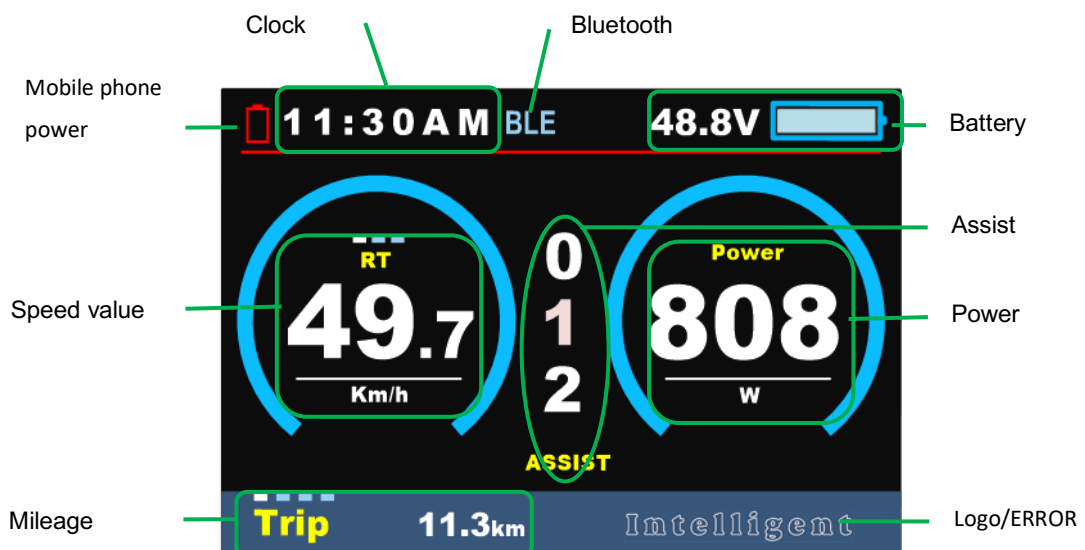 Clock
Bluetooth
Mobile phone
power
11:30AM BLE 48.8V
Battery
Assist
RT
49.7
Km/h
0
1
2
ASSIST
Power
808
W
Speed value
Power
Mileage
Trip 11.3km
Intelligent
Logo/ERROR